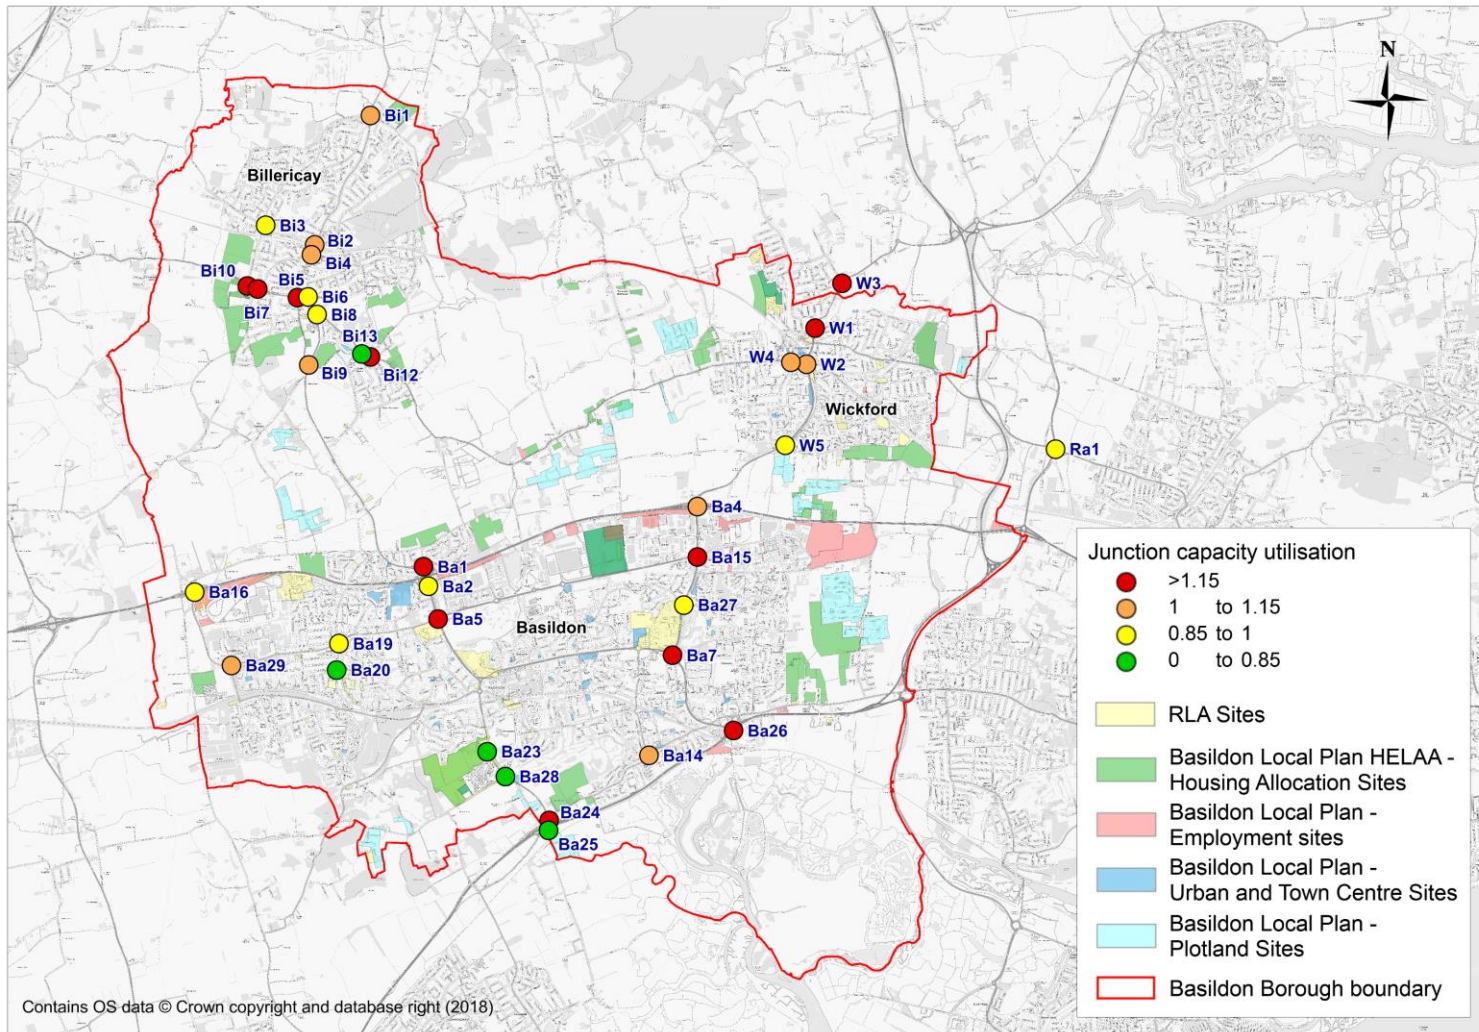 N
Bi1
Billericay
Bi3
Bi2
Bi4
Bi10
Bi5
Bi6
Bi7
Bi8
Bi13
Bi12
Bi9
W3
W1
W4
W2
Wickford
W5
Ra1
Ba4
Ba1
Ba15
Ba2
Ba16
Ba27
Ba5
Basildon
Ba19
Ba7
Ba29
Ba20
Ba26
Ba23
Ba14
Ba28
Ba24
Ba25
Junction capacity utilisation
>1.15
1 to 1.15
0.85 to 1
0 to 0.85
RLA Sites
Basildon Local Plan HELAA -
Housing Allocation Sites
Basildon Local Plan -
Employment sites
Basildon Local Plan -
Urban and Town Centre Sites
Basildon Local Plan -
Plotland Sites
Basildon Borough boundary
Contains OS data © Crown copyright and database right (2018)